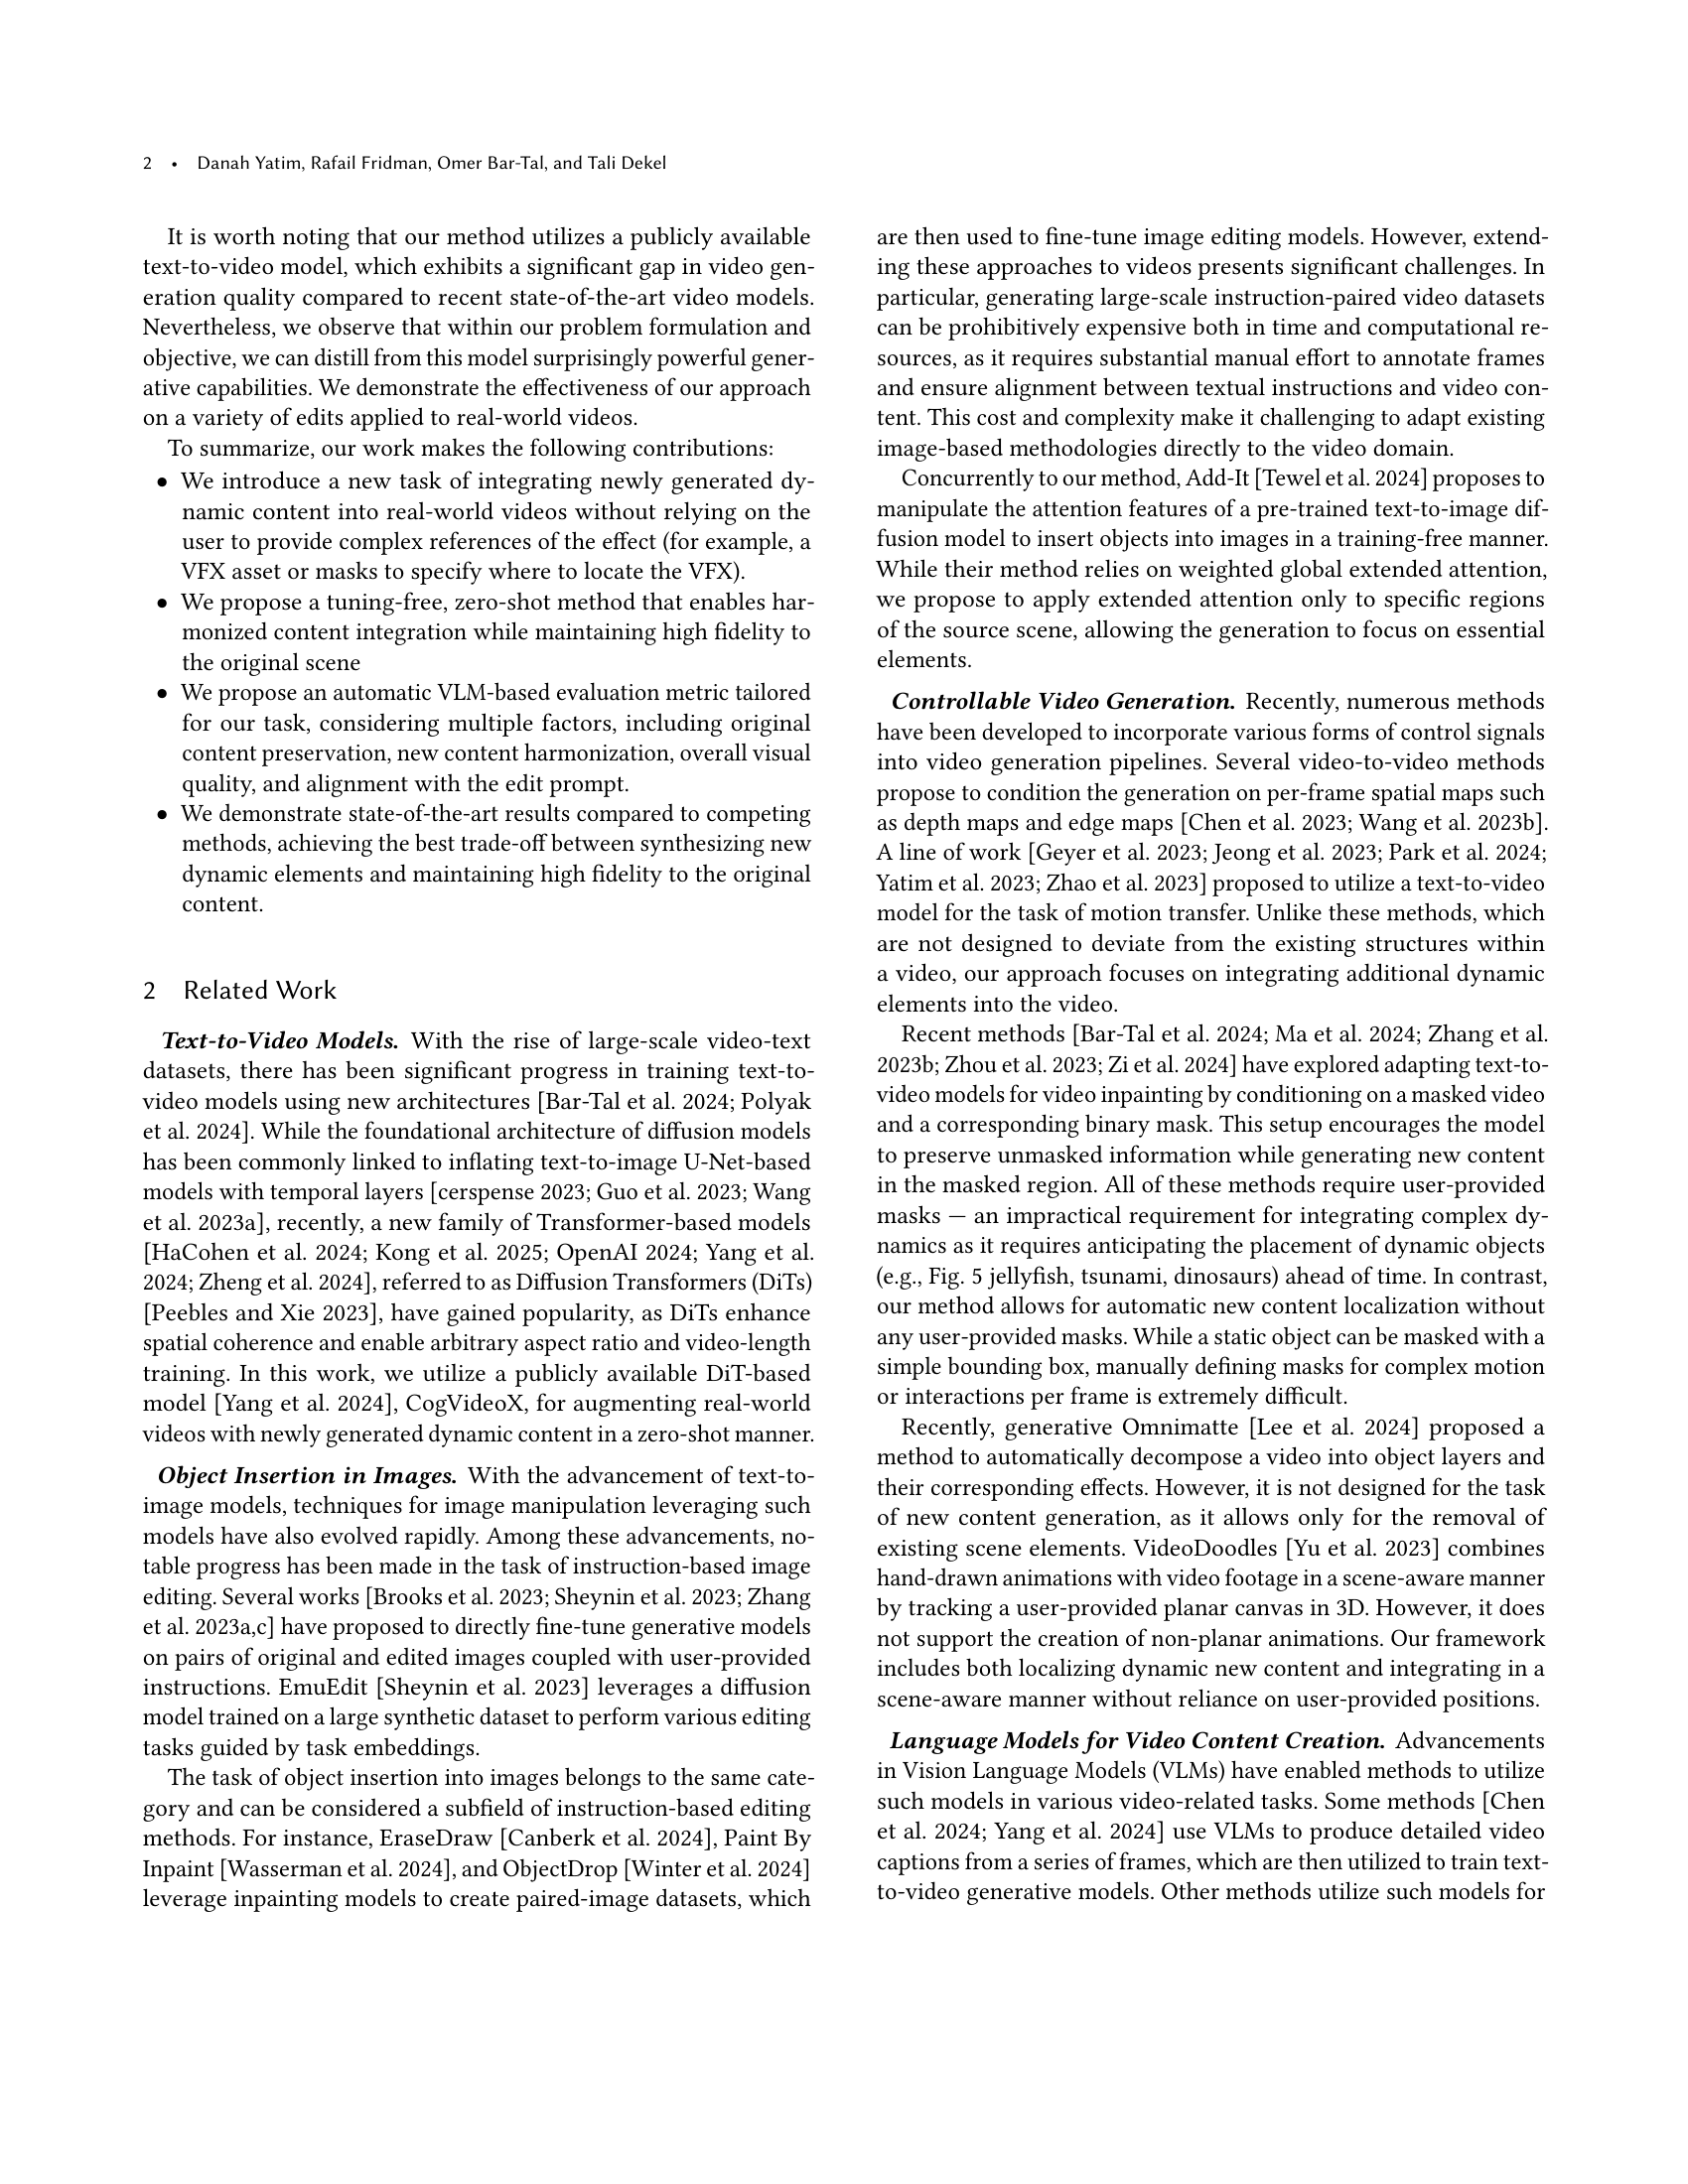 2 • Danah Yatim, Rafail Fridman, Omer Bar-Tal, and Tali Dekel
It is worth noting that our method utilizes a publicly available
text-to-video model, which exhibits a significant gap in video gen-
eration quality compared to recent state-of-the-art video models.
Nevertheless, we observe that within our problem formulation and
objective, we can distill from this model surprisingly powerful gener-
ative capabilities. We demonstrate the effectiveness of our approach
on a variety of edits applied to real-world videos.
To summarize, our work makes the following contributions:
• We introduce a new task of integrating newly generated dy-
namic content into real-world videos without relying on the
user to provide complex references of the effect (for example, a
VFX asset or masks to specify where to locate the VFX).
• We propose a tuning-free, zero-shot method that enables har-
monized content integration while maintaining high fidelity to
the original scene
• We propose an automatic VLM-based evaluation metric tailored
for our task, considering multiple factors, including original
content preservation, new content harmonization, overall visual
quality, and alignment with the edit prompt.
• We demonstrate state-of-the-art results compared to competing
methods, achieving the best trade-off between synthesizing new
dynamic elements and maintaining high fidelity to the original
content.
2 Related Work
Text-to-Video Models. With the rise of large-scale video-text
datasets, there has been significant progress in training text-to-
video models using new architectures [Bar-Tal et al. 2024; Polyak
et al. 2024]. While the foundational architecture of diffusion models
has been commonly linked to inflating text-to-image U-Net-based
models with temporal layers [cerspense 2023; Guo et al. 2023; Wang
et al. 2023a], recently, a new family of Transformer-based models
[HaCohen et al. 2024; Kong et al. 2025; OpenAI 2024; Yang et al.
2024; Zheng et al. 2024], referred to as Diffusion Transformers (DiTs)
[Peebles and Xie 2023], have gained popularity, as DiTs enhance
spatial coherence and enable arbitrary aspect ratio and video-length
training. In this work, we utilize a publicly available DiT-based
model [Yang et al. 2024], CogVideoX, for augmenting real-world
videos with newly generated dynamic content in a zero-shot manner.
Object Insertion in Images. With the advancement of text-to-
image models, techniques for image manipulation leveraging such
models have also evolved rapidly. Among these advancements, no-
table progress has been made in the task of instruction-based image
editing. Several works [Brooks et al. 2023; Sheynin et al. 2023; Zhang
et al. 2023a,c] have proposed to directly fine-tune generative models
on pairs of original and edited images coupled with user-provided
instructions. EmuEdit [Sheynin et al. 2023] leverages a diffusion
model trained on a large synthetic dataset to perform various editing
tasks guided by task embeddings.
The task of object insertion into images belongs to the same cate-
gory and can be considered a subfield of instruction-based editing
methods. For instance, EraseDraw [Canberk et al. 2024], Paint By
Inpaint [Wasserman et al. 2024], and ObjectDrop [Winter et al. 2024]
leverage inpainting models to create paired-image datasets, which
are then used to fine-tune image editing models. However, extend-
ing these approaches to videos presents significant challenges. In
particular, generating large-scale instruction-paired video datasets
can be prohibitively expensive both in time and computational re-
sources, as it requires substantial manual effort to annotate frames
and ensure alignment between textual instructions and video con-
tent. This cost and complexity make it challenging to adapt existing
image-based methodologies directly to the video domain.
Concurrently to our method, Add-It [Tewel et al. 2024] proposes to
manipulate the attention features of a pre-trained text-to-image dif-
fusion model to insert objects into images in a training-free manner.
While their method relies on weighted global extended attention,
we propose to apply extended attention only to specific regions
of the source scene, allowing the generation to focus on essential
elements.
Controllable Video Generation. Recently, numerous methods
have been developed to incorporate various forms of control signals
into video generation pipelines. Several video-to-video methods
propose to condition the generation on per-frame spatial maps such
as depth maps and edge maps [Chen et al. 2023; Wang et al. 2023b].
A line of work [Geyer et al. 2023; Jeong et al. 2023; Park et al. 2024;
Yatim et al. 2023; Zhao et al. 2023] proposed to utilize a text-to-video
model for the task of motion transfer. Unlike these methods, which
are not designed to deviate from the existing structures within
a video, our approach focuses on integrating additional dynamic
elements into the video.
Recent methods [Bar-Tal et al. 2024; Ma et al. 2024; Zhang et al.
2023b; Zhou et al. 2023; Zi et al. 2024] have explored adapting text-to-
video models for video inpainting by conditioning on a masked video
and a corresponding binary mask. This setup encourages the model
to preserve unmasked information while generating new content
in the masked region. All of these methods require user-provided
masks — an impractical requirement for integrating complex dy-
namics as it requires anticipating the placement of dynamic objects
(e.g., Fig. 5 jellyfish, tsunami, dinosaurs) ahead of time. In contrast,
our method allows for automatic new content localization without
any user-provided masks. While a static object can be masked with a
simple bounding box, manually defining masks for complex motion
or interactions per frame is extremely difficult.
Recently, generative Omnimatte [Lee et al. 2024] proposed a
method to automatically decompose a video into object layers and
their corresponding effects. However, it is not designed for the task
of new content generation, as it allows only for the removal of
existing scene elements. VideoDoodles [Yu et al. 2023] combines
hand-drawn animations with video footage in a scene-aware manner
by tracking a user-provided planar canvas in 3D. However, it does
not support the creation of non-planar animations. Our framework
includes both localizing dynamic new content and integrating in a
scene-aware manner without reliance on user-provided positions.
Language Models for Video Content Creation. Advancements
in Vision Language Models (VLMs) have enabled methods to utilize
such models in various video-related tasks. Some methods [Chen
et al. 2024; Yang et al. 2024] use VLMs to produce detailed video
captions from a series of frames, which are then utilized to train text-
to-video generative models. Other methods utilize such models for